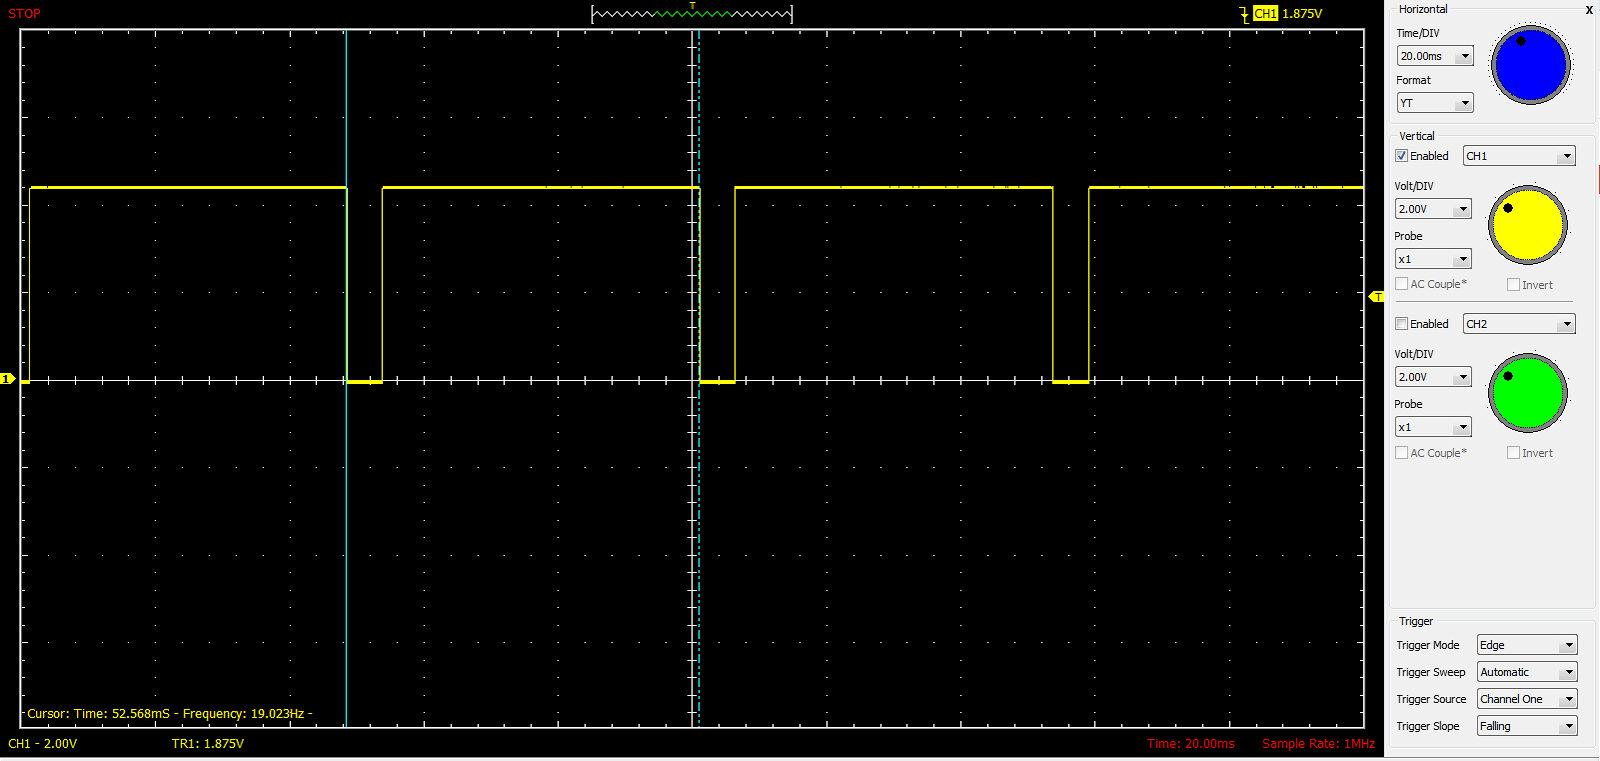 STOP
T
CH1 1.875V
Horizontal
X
Time/DIV
20.00ms
Format
YT
Vertical
Enabled CH1
Volt/DIV
2.00V
Probe
x1
AC Couple* Invert
T
Enabled CH2
Volt/DIV
2.00V
1
Probe
x1
AC Couple* Invert
Trigger
Trigger Mode Edge
Trigger Sweep Automatic
Trigger Source Channel One
Trigger Slope Falling
Cursor: Time: 52.568mS - Frequency: 19.023Hz -
CH1 - 2.00V TR1: 1.875V Time: 20.00ms Sample Rate: 1MHz